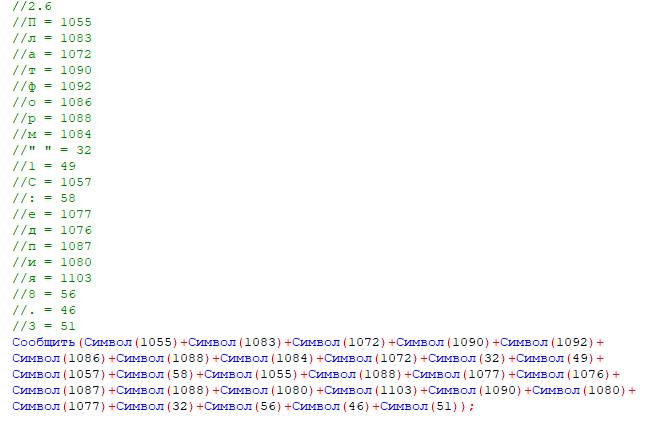 //2.6
//П = 1055
//л = 1083
//а = 1072
//т = 1090
//ф = 1092
//о = 1086
//р = 1088
//м = 1084
//" " = 32
//1 = 49
//С = 1057
//: = 58
//е = 1077
//д = 1076
//п = 1087
//и = 1080
//я = 1103
//8 = 56
//. = 46
//3 = 51
Сообщить(Символ(1055)+Символ(1083)+Символ(1072)+Символ(1090)+Символ(1092)+
Символ(1086)+Символ(1088)+Символ(1084)+Символ(1072)+Символ(32)+Символ(49)+
Символ(1057)+Символ(58)+Символ(1055)+Символ(1088)+Символ(1077)+Символ(1076)+
Символ(1087)+Символ(1088)+Символ(1080)+Символ(1103)+Символ(1090)+Символ(1080)+
Символ(1077)+Символ(32)+Символ(56)+Символ(46)+Символ(51));